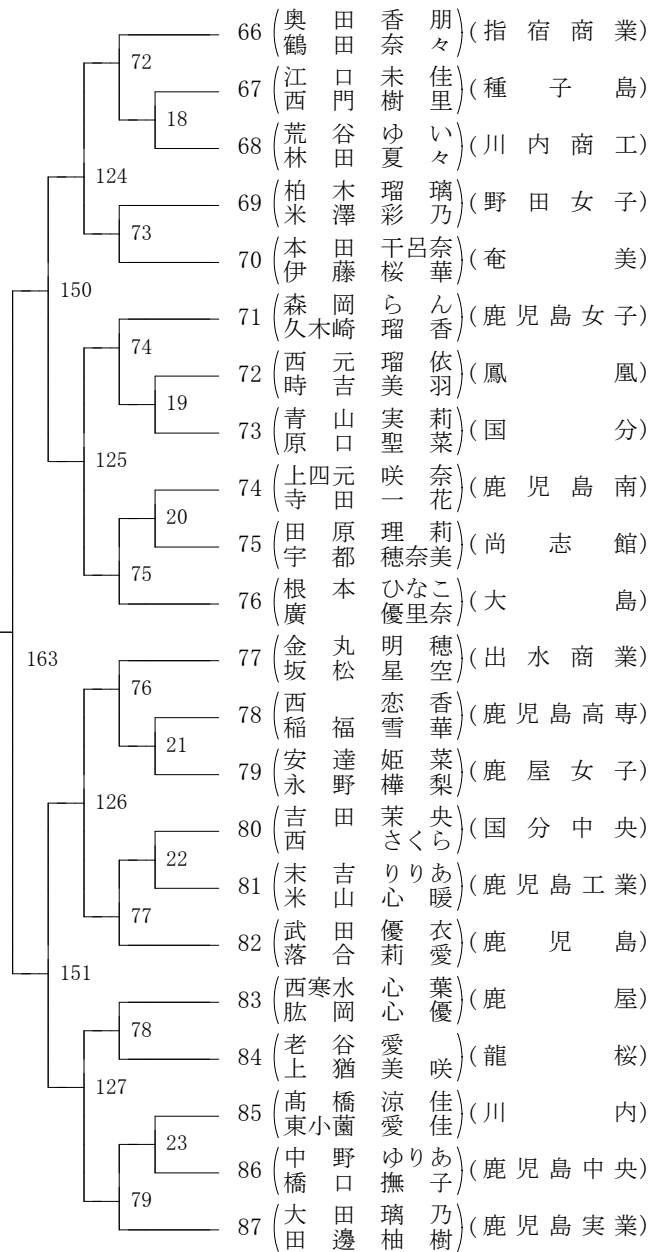 66 (奥田香朋 鶴田奈々) (指宿商業)
72
67 (江口未佳 西門樹里) (種子島)
18
68 (荒谷ゆい 林田夏々) (川内商工)
124
69 (柏木瑠璃 米澤彩乃) (野田女子)
73
70 (本田千呂奈 伊藤桜華) (奄美)
150
71 (森岡らん 久木崎瑠香) (鹿児島女子)
74
72 (西元瑠依 時吉美羽) (鳳凰)
19
73 (青山実莉 原口聖菜) (国分)
125
74 (上四元咲奈 寺田一花) (鹿児島南)
20
75 (田原理莉 宇都穂奈美) (尚志館)
75
76 (根本ひなこ 廣優里奈) (大島)
163
77 (金丸明穂 坂松星空) (出水商業)
76
78 (西恋香 稲福雪華) (鹿児島高専)
21
79 (安達姫菜 永野樺梨) (鹿屋女子)
126
80 (吉田茉央 西さくら) (国分中央)
22
81 (末吉りりあ 米山心暖) (鹿児島工業)
77
82 (武田優衣 落合莉愛) (鹿児島)
151
83 (西寒水心葉 肱岡心優) (鹿屋)
78
84 (老谷愛 上猶美咲) (龍桜)
127
85 (髙橋涼佳 東小薗愛佳) (川内)
23
86 (中野ゆりあ 橋口撫子) (鹿児島中央)
79
87 (大田璃乃 田邊柚樹) (鹿児島実業)